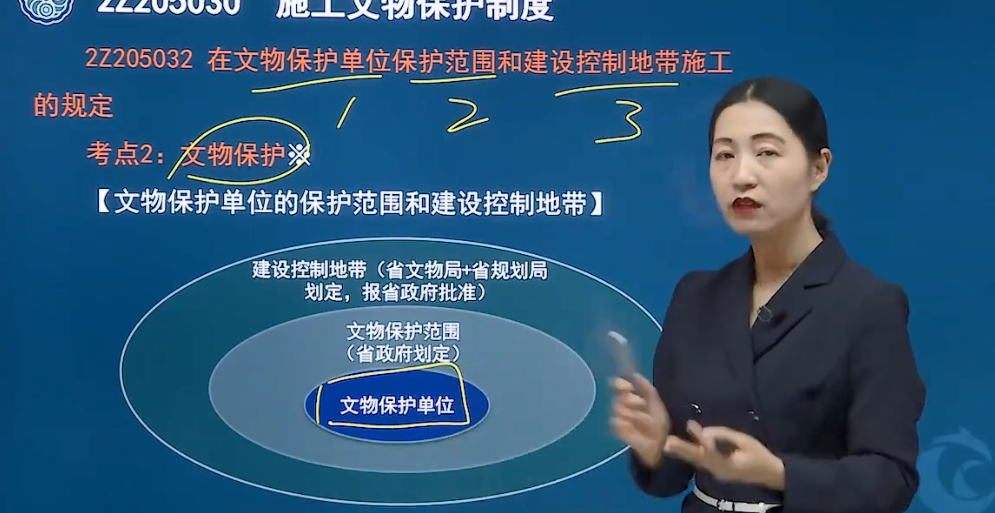 2Z205030 施工文物保护制度
2Z205032 在文物保护单位保护范围和建设控制地带施工
的规定
1 2 3
考点2：文物保护※
【文物保护单位的保护范围和建设控制地带】
建设控制地带（省文物局+省规划局
划定，报省政府批准）
文物保护范围
（省政府划定）
文物保护单位